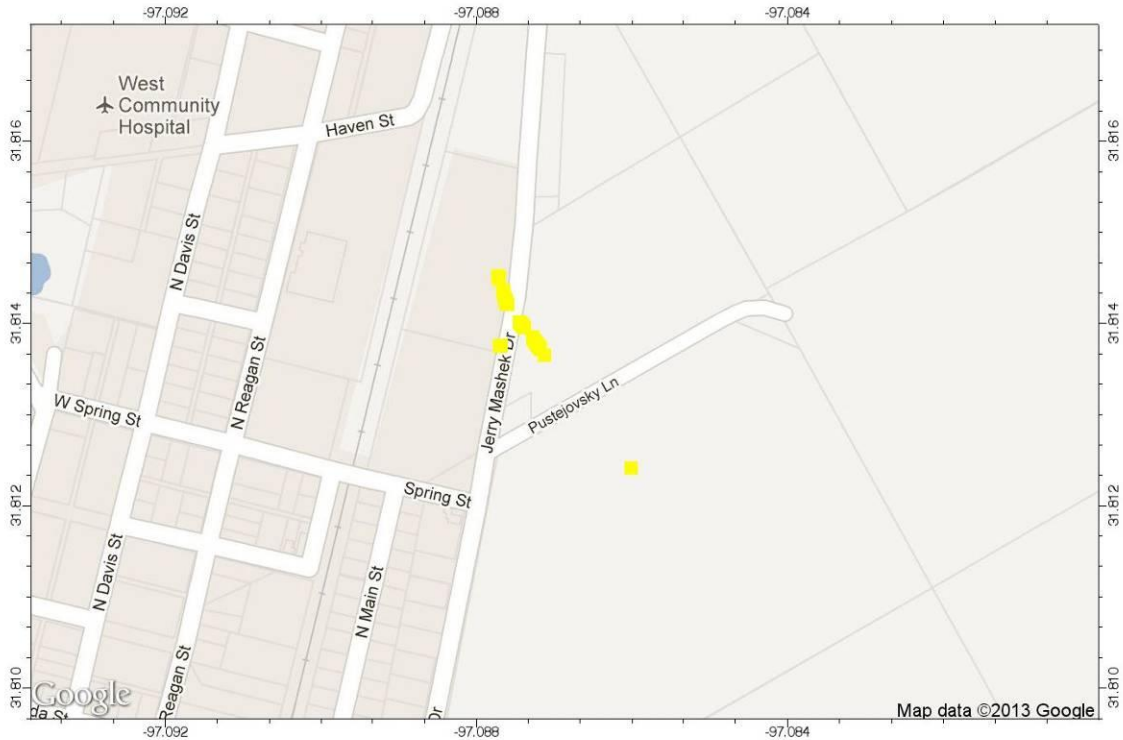 -97.092
-97.088
-97.084
West
Community
Hospital
31.816
31.816
Haven St
N Davis St
31.814
31.814
N Reagan St
Jerry Mashek Dr
Pustejovsky Ln
W Spring St
Spring St
31.812
31.812
N Davis St
N Main St
Reagan St
31.810
31.810
Google
da St
Dr
Map data ©2013 Google
-97.092
-97.088
-97.084